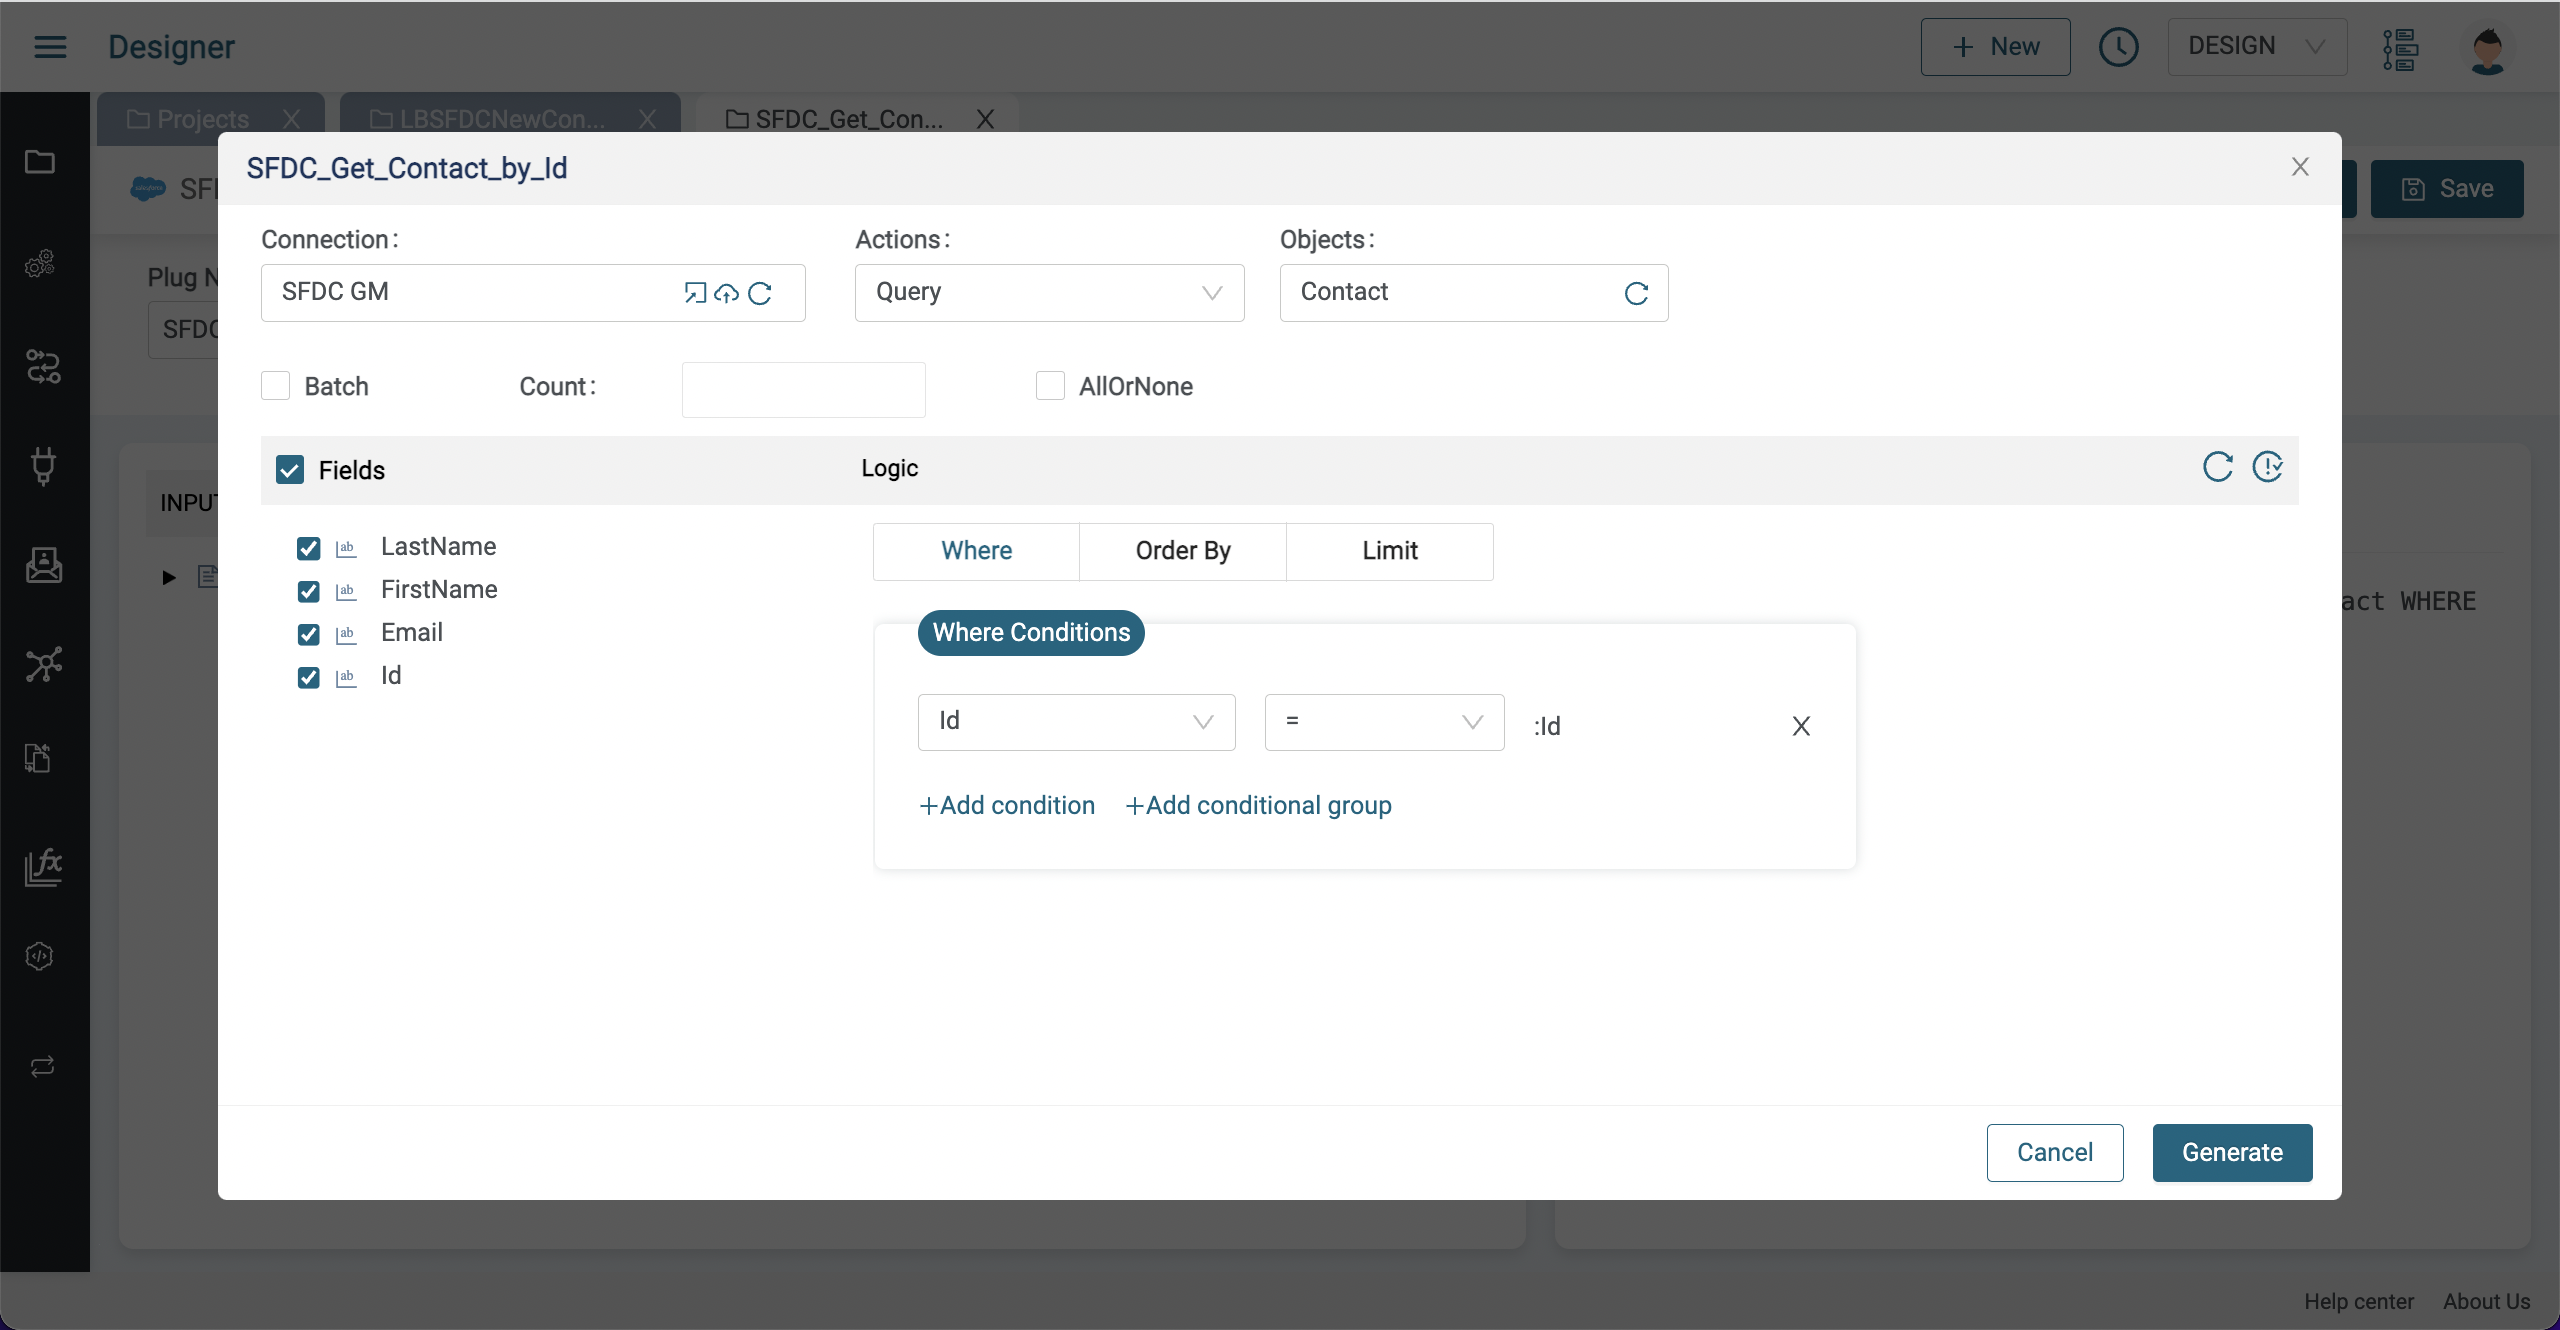 Designer
+ New
DESIGN
Projects X
LBSFDCNewCon... X
SFDC_Get_Con... X
SFDC_Get_Contact_by_Id
X
SF
Save
Connection:
Actions:
Objects:
Plug N
SFDC GM
Query
Contact
SFDC
Batch
Count:
AllOrNone
Fields
Logic
INPUT
LastName
Where
Order By
Limit
FirstName
act WHERE
Email
Where Conditions
Id
Id
=
:Id
X
+Add condition
+Add conditional group
Cancel
Generate
Help center
About Us